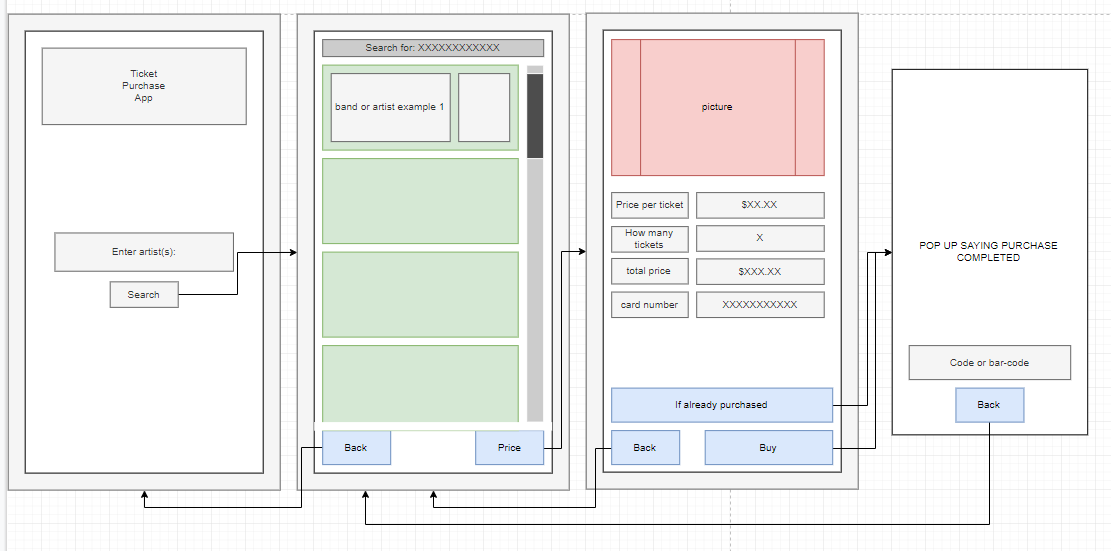 Ticket
Purchase
App
Enter artist(s):
Search
Search for: XXXXXXXXXXXX
band or artist example 1
Back
Price
picture
Price per ticket
$XX.XX
How many
tickets
X
total price
$XXX.XX
card number
XXXXXXXXXXX
If already purchased
Back
Buy
POP UP SAYING PURCHASE
COMPLETED
Code or bar-code
Back